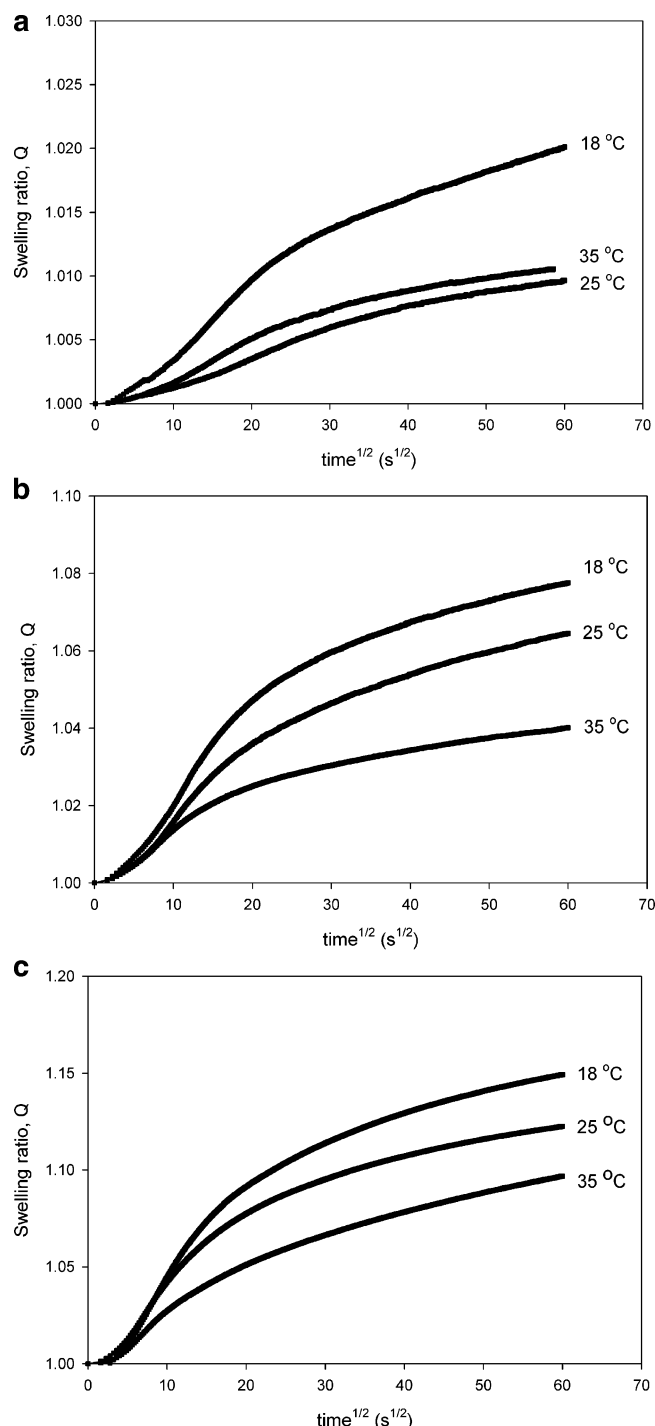 a
1.030
1.025
1.020
1.015
1.010
1.005
1.000
Swelling ratio, Q
18 °C
35 °C
25 °C
0 10 20 30 40 50 60 70
time1/2 (s1/2)
b
1.10
1.08
1.06
1.04
1.02
1.00
Swelling ratio, Q
18 °C
25 °C
35 °C
0 10 20 30 40 50 60 70
time1/2 (s1/2)
c
1.20
1.15
1.10
1.05
1.00
Swelling ratio, Q
18 °C
25 °C
35 °C
0 10 20 30 40 50 60 70
time1/2 (s1/2)